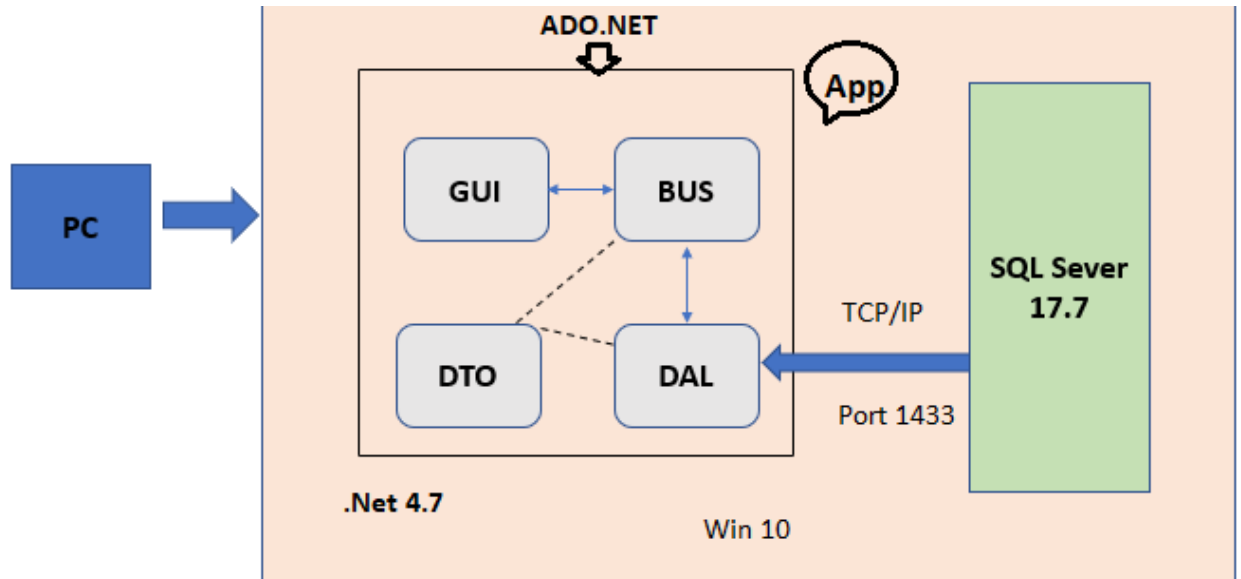 ADO.NET
App
GUI
BUS
PC
SQL Sever
17.7
TCP/IP
DTO
DAL
Port 1433
.Net 4.7
Win 10